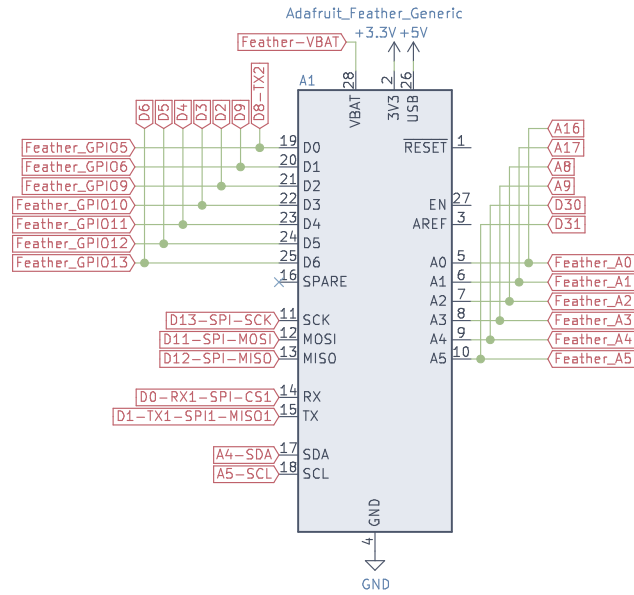 Adafruit_Feather_Generic
+3.3V +5V
Feather-VBAT
A1
28
2
26
VBAT
3V3
USB
D6
D5
D4
D3
D2
D9
D8-TX2
Feather_GPIO5 19 D0
Feather_GPIO6 20 D1
Feather_GPIO9 21 D2
Feather_GPIO10 22 D3
Feather_GPIO11 23 D4
Feather_GPIO12 24 D5
Feather_GPIO13 25 D6
16 SPARE
D13-SPI-SCK 11 SCK
D11-SPI-MOSI 12 MOSI
D12-SPI-MISO 13 MISO
D0-RX1-SPI-CS1 14 RX
D1-TX1-SPI1-MISO1 15 TX
A4-SDA 17 SDA
A5-SCL 18 SCL
RESET 1
EN 27
AREF 3
A16
A17
A8
A9
D30
D31
A0 5 Feather_A0
A1 6 Feather_A1
A2 7 Feather_A2
A3 8 Feather_A3
A4 9 Feather_A4
A5 10 Feather_A5
GND
4
GND